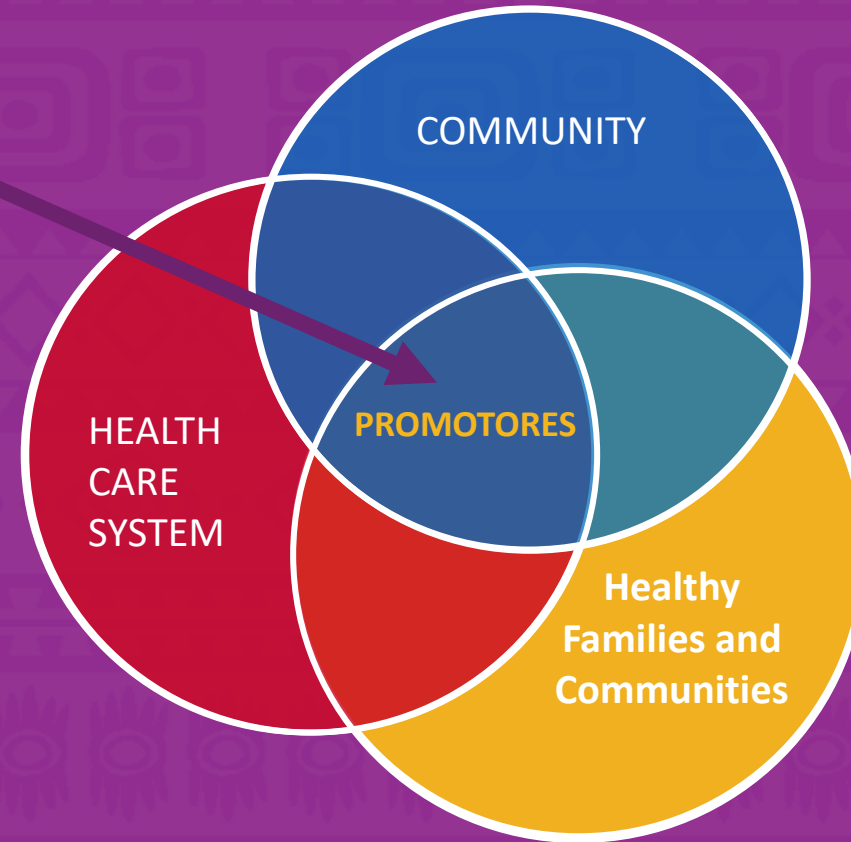 COMMUNITY
HEALTH
CARE
SYSTEM
PROMOTORES
Healthy
Families and
Communities